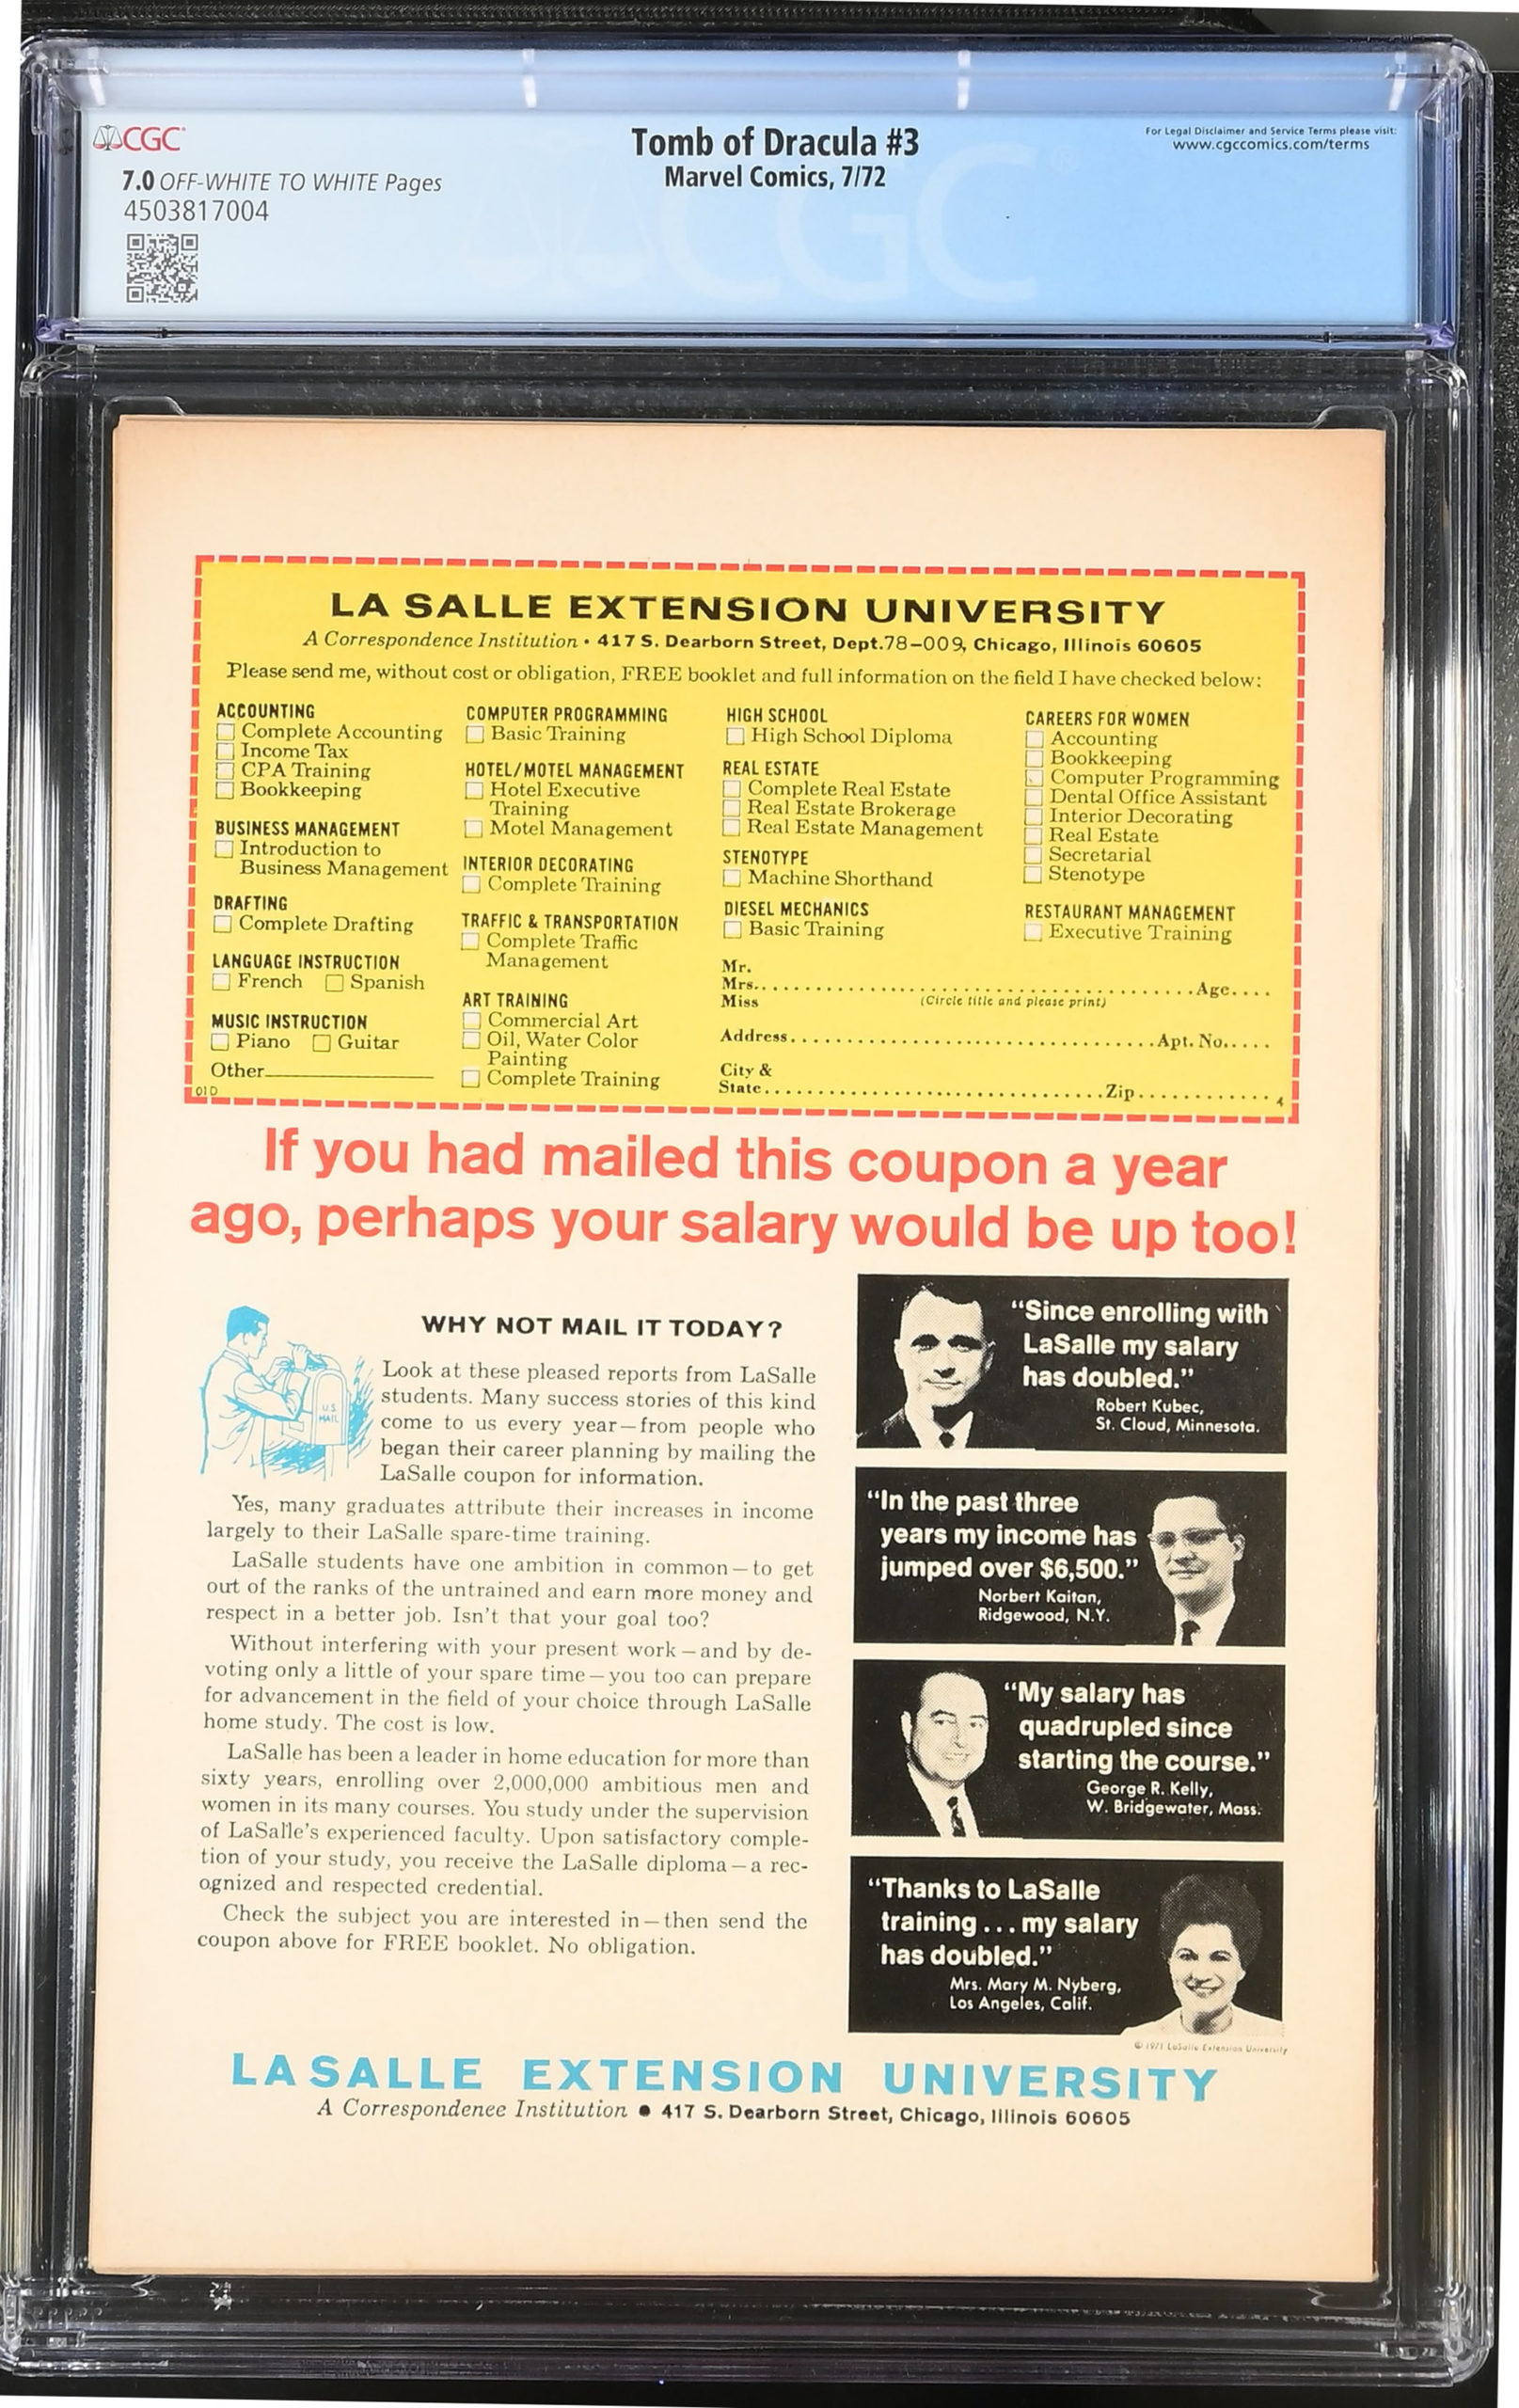 CGC
Tomb of Dracula #3
Marvel Comics, 7/72
For Legal Disclaimer and Service Terms please visit:
www.cgccomics.com/terms
7.0 OFF-WHITE TO WHITE Pages
4503817004
CGC
LA SALLE EXTENSION UNIVERSITY
A Correspondence Institution • 417 S. Dearborn Street, Dept.78-009, Chicago, Illinois 60605
Please send me, without cost or obligation, FREE booklet and full information on the field I have checked below:
ACCOUNTING
Complete Accounting
Income Tax
CPA Training
Bookkeeping
BUSINESS MANAGEMENT
Introduction to
Business Management
DRAFTING
Complete Drafting
LANGUAGE INSTRUCTION
French Spanish
MUSIC INSTRUCTION
Piano Guitar
Other
01D
COMPUTER PROGRAMMING
Basic Training
HOTEL/MOTEL MANAGEMENT
Hotel Executive
Training
Motel Management
INTERIOR DECORATING
Complete Training
TRAFFIC & TRANSPORTATION
Complete Traffic
Management
ART TRAINING
Commercial Art
Oil, Water Color
Painting
Complete Training
HIGH SCHOOL
High School Diploma
REAL ESTATE
Complete Real Estate
Real Estate Brokerage
Real Estate Management
STENOTYPE
Machine Shorthand
DIESEL MECHANICS
Basic Training
CAREERS FOR WOMEN
Accounting
Bookkeeping
Computer Programming
Dental Office Assistant
Interior Decorating
Real Estate
Secretarial
Stenotype
RESTAURANT MANAGEMENT
Executive Training
Mr.
Mrs. Age
Miss (Circle title and please print)
Address Apt. No.
City &
State Zip
4
If you had mailed this coupon a year
ago, perhaps your salary would be up too!
WHY NOT MAIL IT TODAY?
U.S.
MAIL
Look at these pleased reports from LaSalle
students. Many success stories of this kind
come to us every year—from people who
began their career planning by mailing the
LaSalle coupon for information.
Yes, many graduates attribute their increases in income
largely to their LaSalle spare-time training.
LaSalle students have one ambition in common—to get
out of the ranks of the untrained and earn more money and
respect in a better job. Isn't that your goal too?
Without interfering with your present work—and by de-
voting only a little of your spare time—you too can prepare
for advancement in the field of your choice through LaSalle
home study. The cost is low.
LaSalle has been a leader in home education for more than
sixty years, enrolling over 2,000,000 ambitious men and
women in its many courses. You study under the supervision
of LaSalle's experienced faculty. Upon satisfactory comple-
tion of your study, you receive the LaSalle diploma—a rec-
ognized and respected credential.
Check the subject you are interested in—then send the
coupon above for FREE booklet. No obligation.
"Since enrolling with
LaSalle my salary
has doubled."
Robert Kubec,
St. Cloud, Minnesota.
"In the past three
years my income has
jumped over $6,500."
Norbert Kaitan,
Ridgewood, N.Y.
"My salary has
quadrupled since
starting the course."
George R. Kelly,
W. Bridgewater, Mass.
"Thanks to LaSalle
training...my salary
has doubled."
Mrs. Mary M. Nyberg,
Los Angeles, Calif.
© 1971 LaSalle Extension University
LASALLE EXTENSION UNIVERSITY
A Correspondence Institution • 417 S. Dearborn Street, Chicago, Illinois 60605